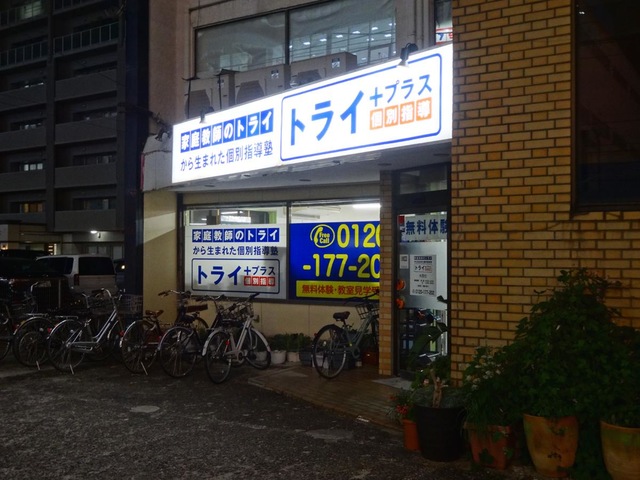 家庭教師のトライ
から生まれた個別指導塾
トライ+プラス
個別指導
家庭教師のトライ
から生まれた個別指導塾
トライ+プラス
個別指導
Free Call
0120
-177-20
無料体験・教室見学
無料体験
トライ